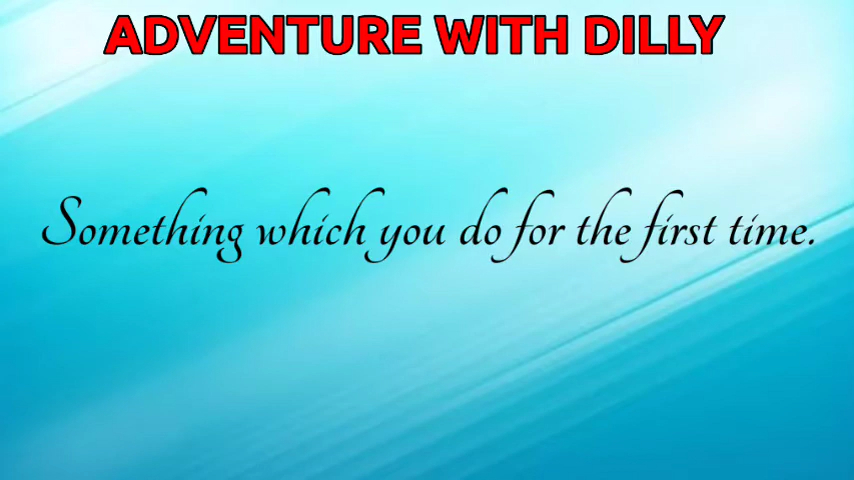 ADVENTURE WITH DILLY
Something which you do for the first time.